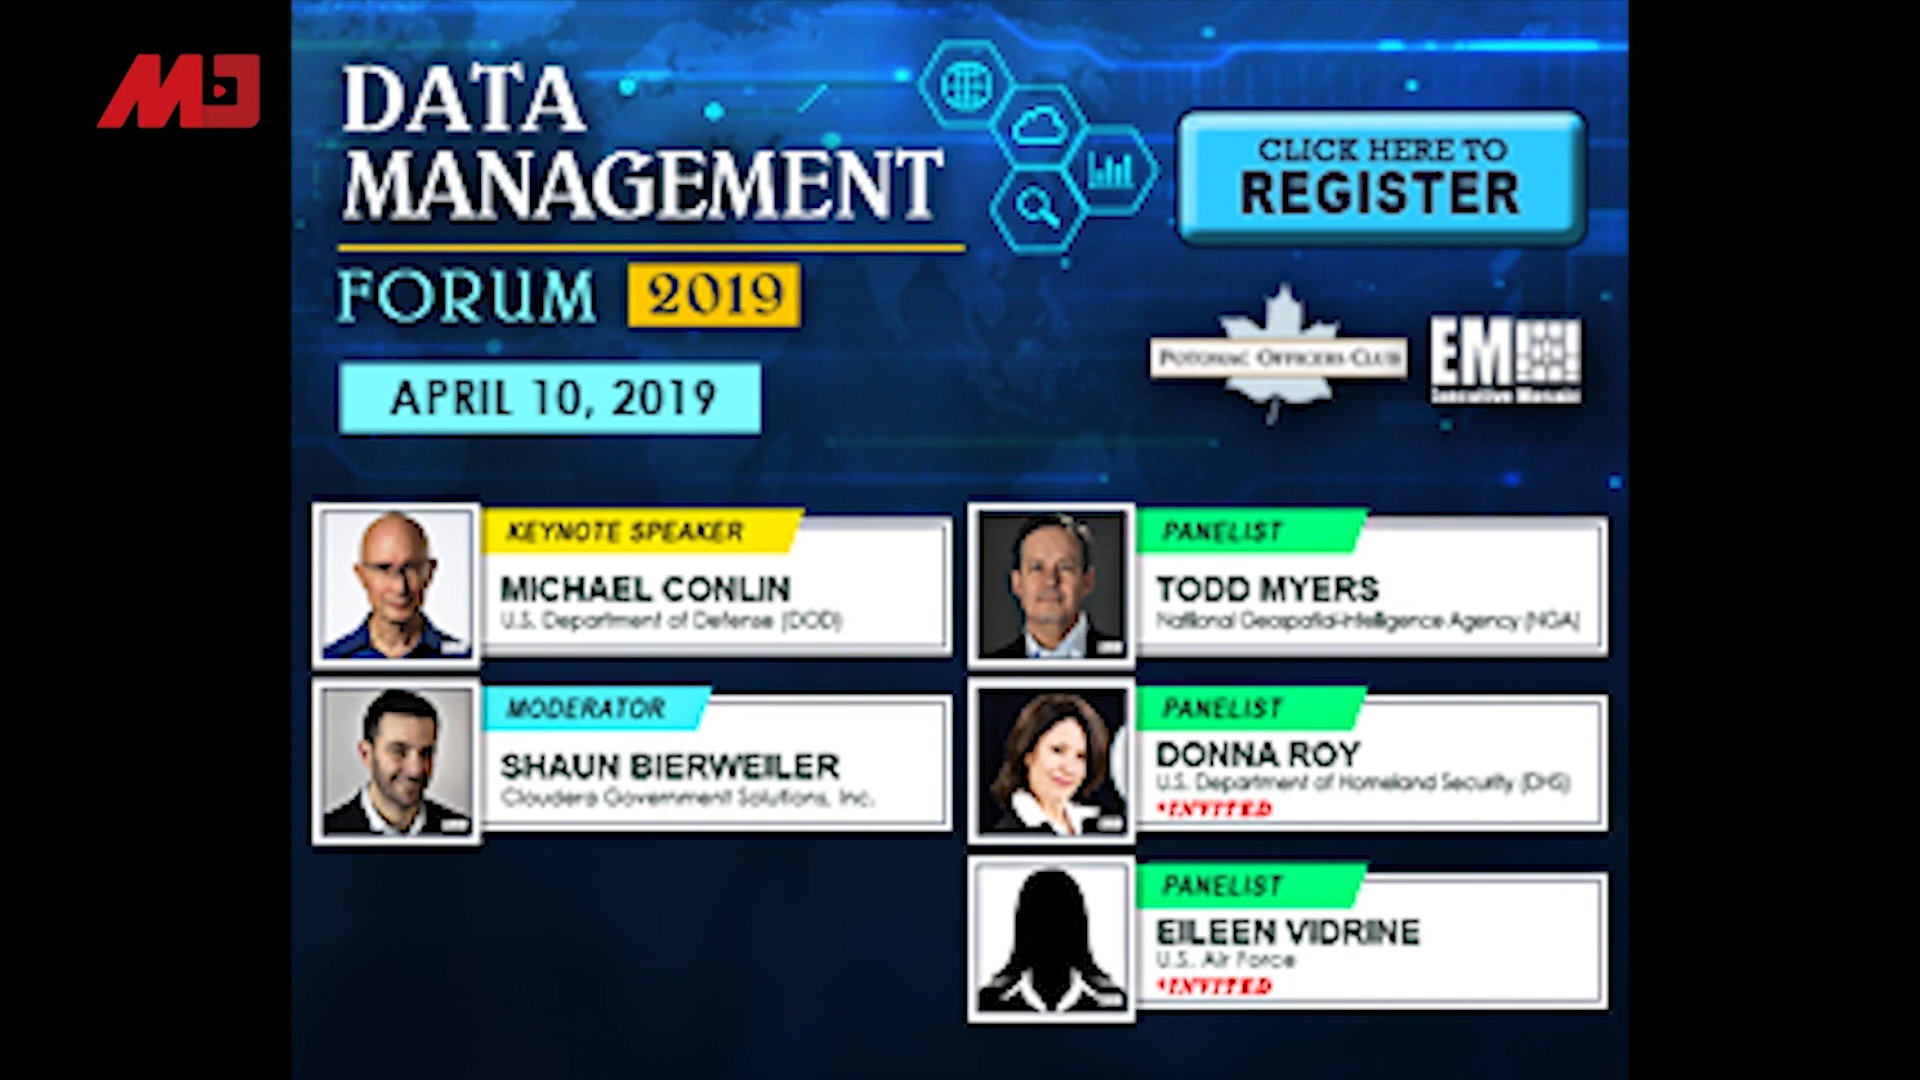 DATA
MANAGEMENT
FORUM 2019
APRIL 10, 2019
CLICK HERE TO
REGISTER
POTOMAC OFFICERS CLUB
EM
Executive Mosaic
KEYNOTE SPEAKER
MICHAEL CONLIN
U.S. Department of Defense (DOD)
MODERATOR
SHAUN BIERWEILER
Cloudera Government Solutions, Inc.
PANELIST
TODD MYERS
National Geospatial-Intelligence Agency (NGA)
PANELIST
DONNA ROY
U.S. Department of Homeland Security (DHS)
*INVITED
PANELIST
EILEEN VIDRINE
U.S. Air Force
*INVITED